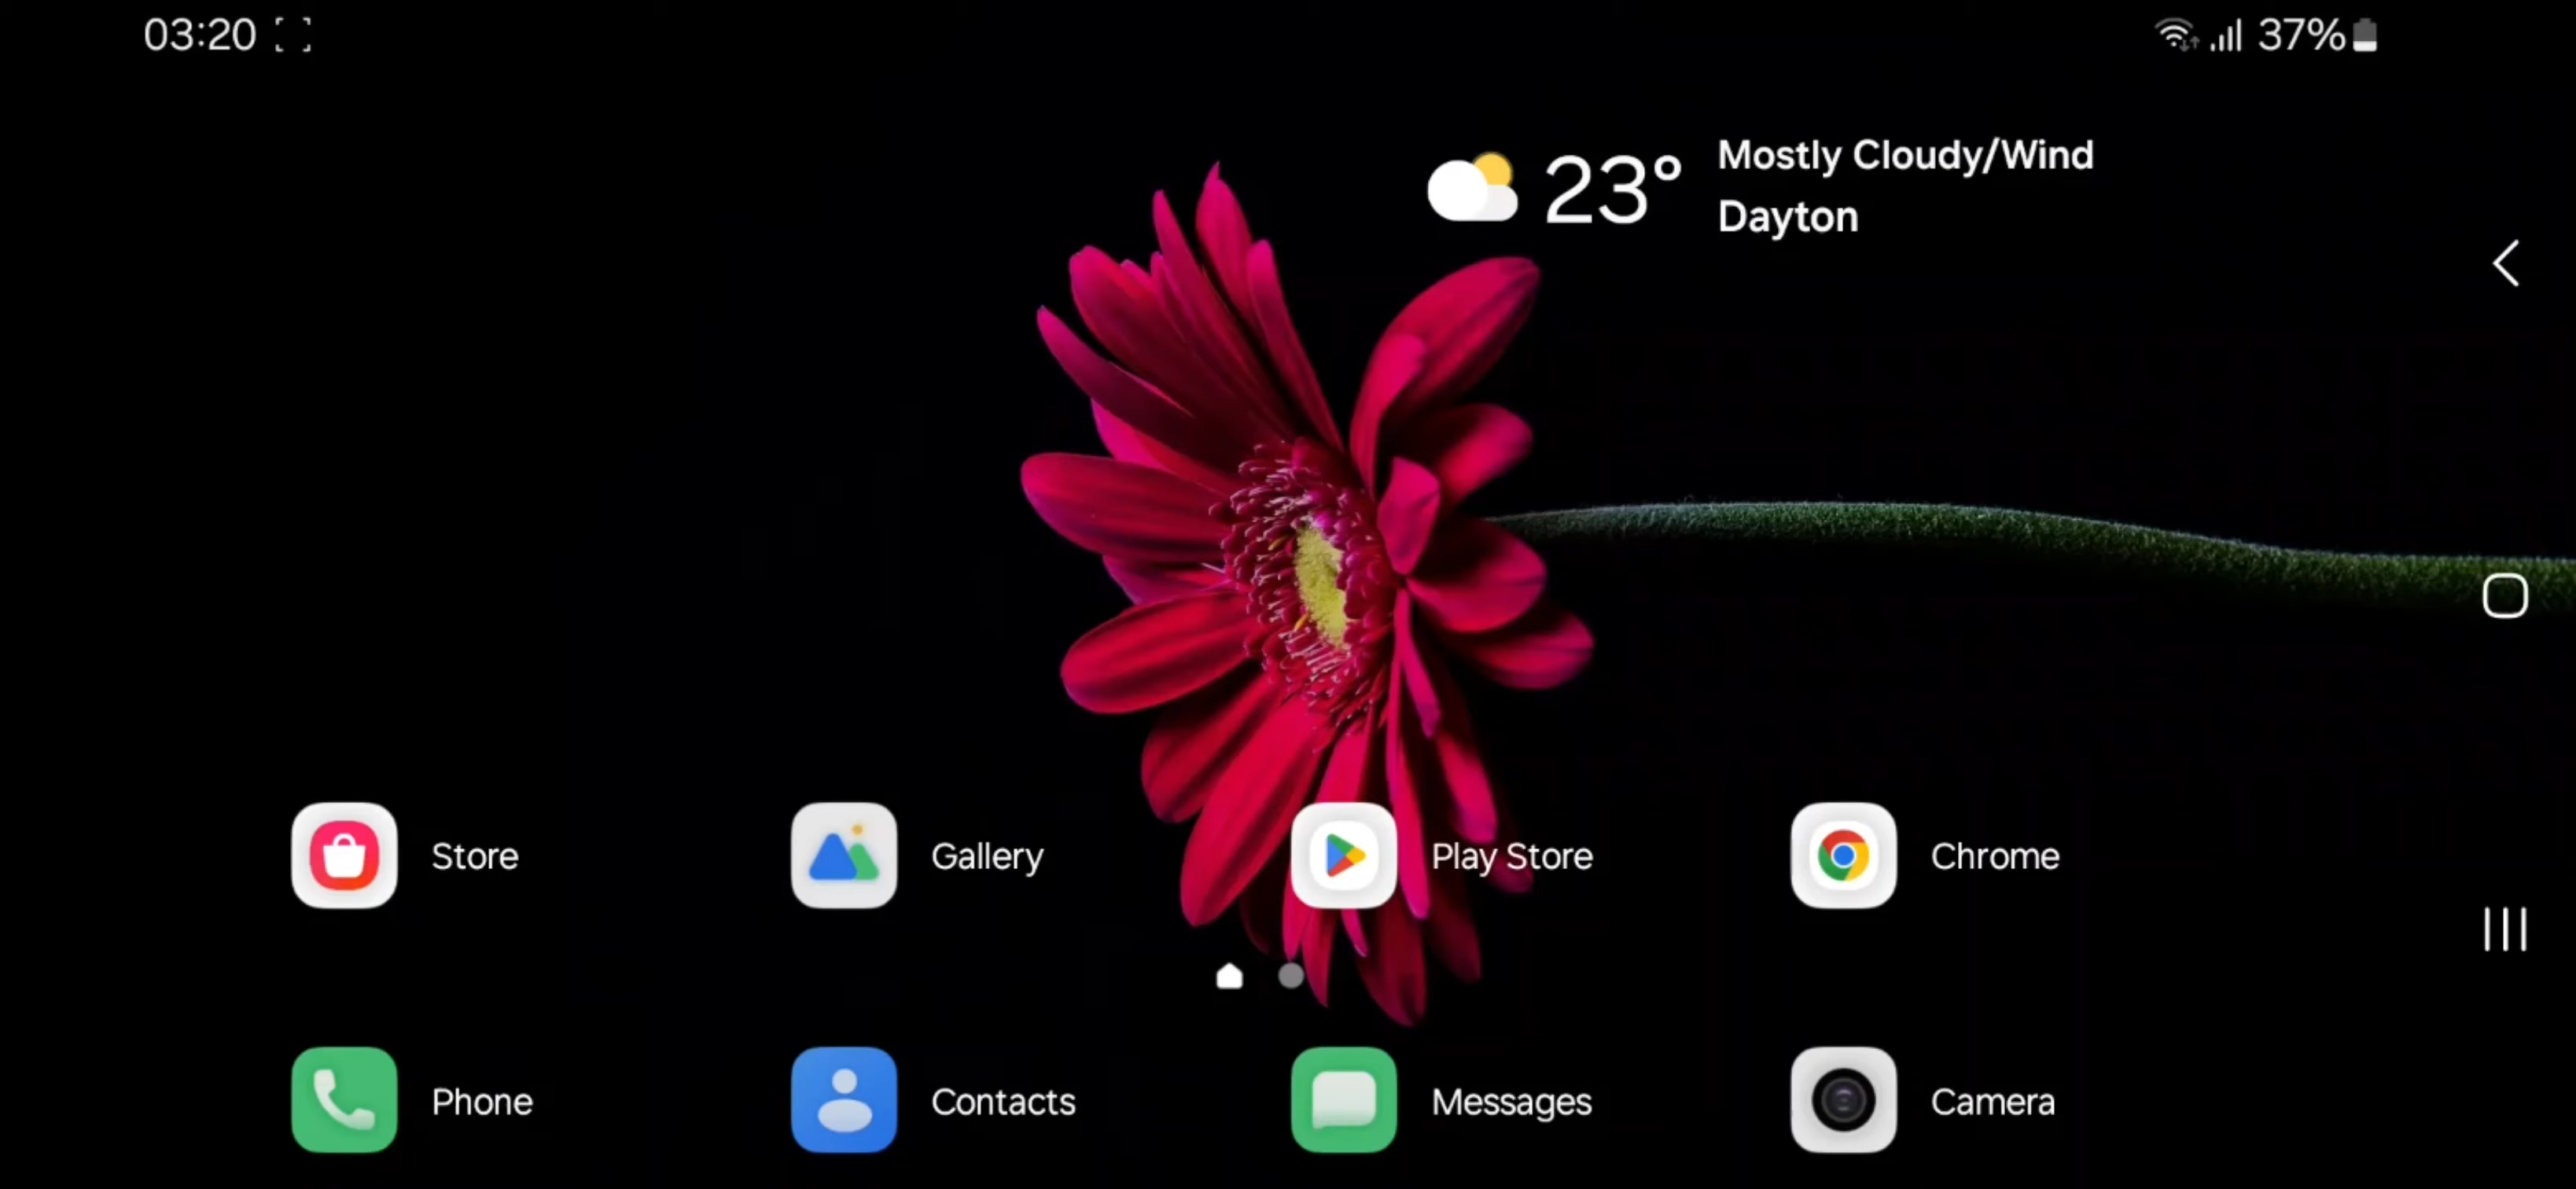 03:20
37%
23°
Mostly Cloudy/Wind
Dayton
Store
Gallery
Play Store
Chrome
Phone
Contacts
Messages
Camera